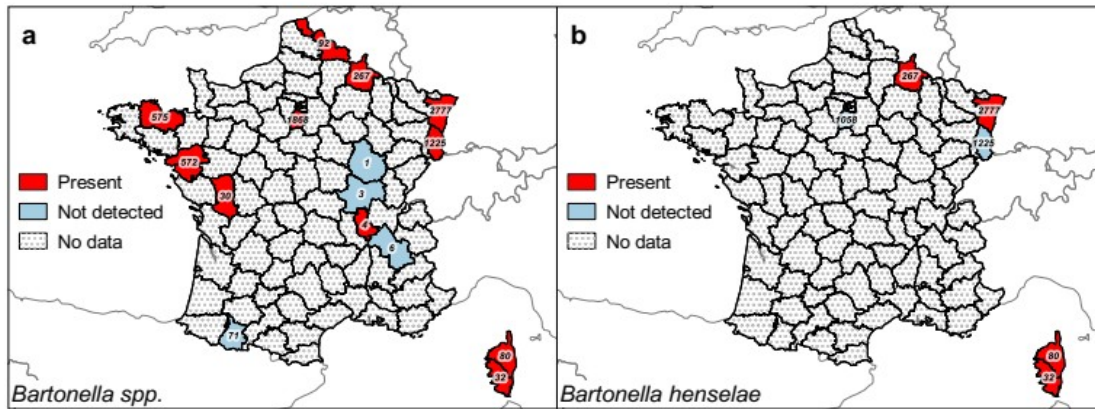 a
92
267
2777
575
1868
1225
572
1
Present
3
Not detected
30
4
No data
6
71
80
32
Bartonella spp.
b
267
2777
1058
1225
Present
Not detected
No data
80
32
Bartonella henselae